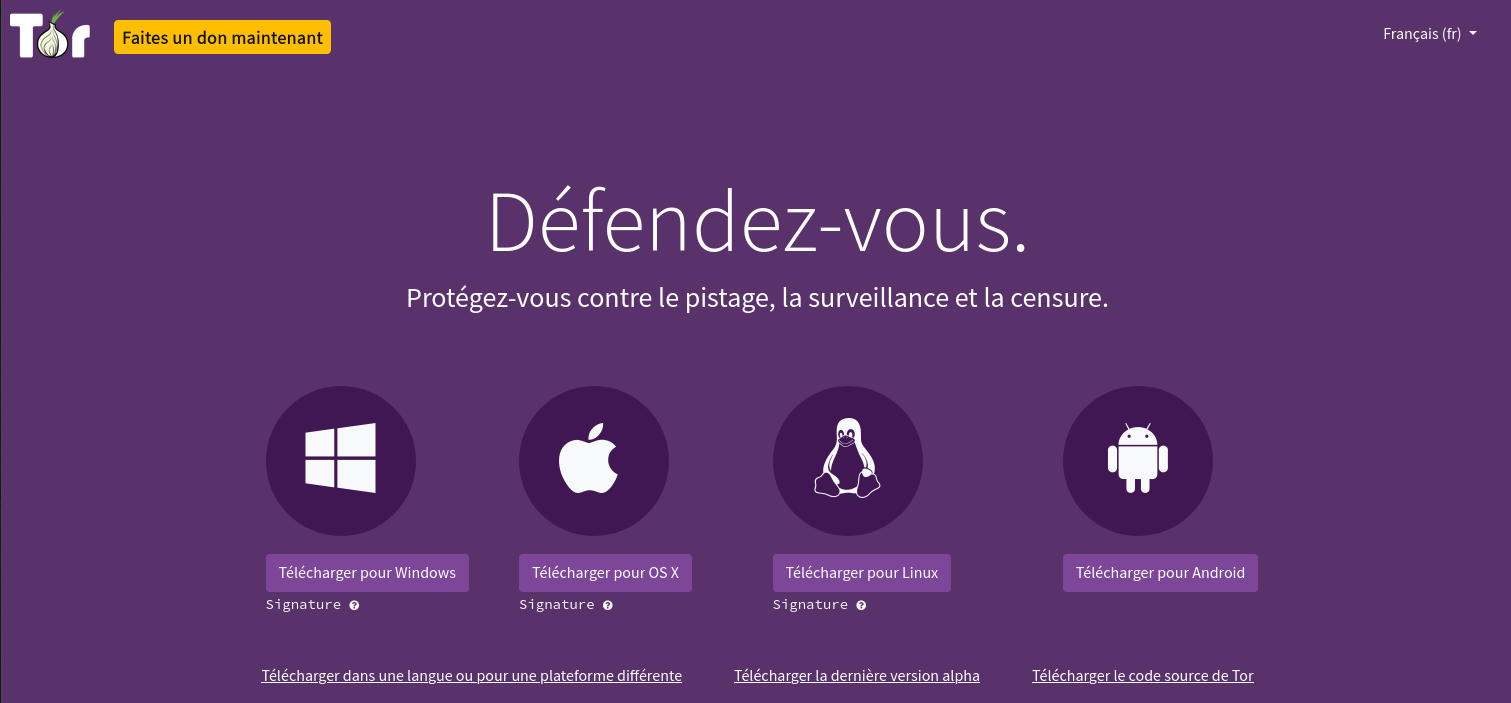 Tor
Faites un don maintenant
Français (fr)
Défendez-vous.
Protégez-vous contre le pistage, la surveillance et la censure.
Télécharger pour Windows
Signature
Télécharger pour OS X
Signature
Télécharger pour Linux
Signature
Télécharger pour Android
Télécharger dans une langue ou pour une plateforme différente
Télécharger la dernière version alpha
Télécharger le code source de Tor